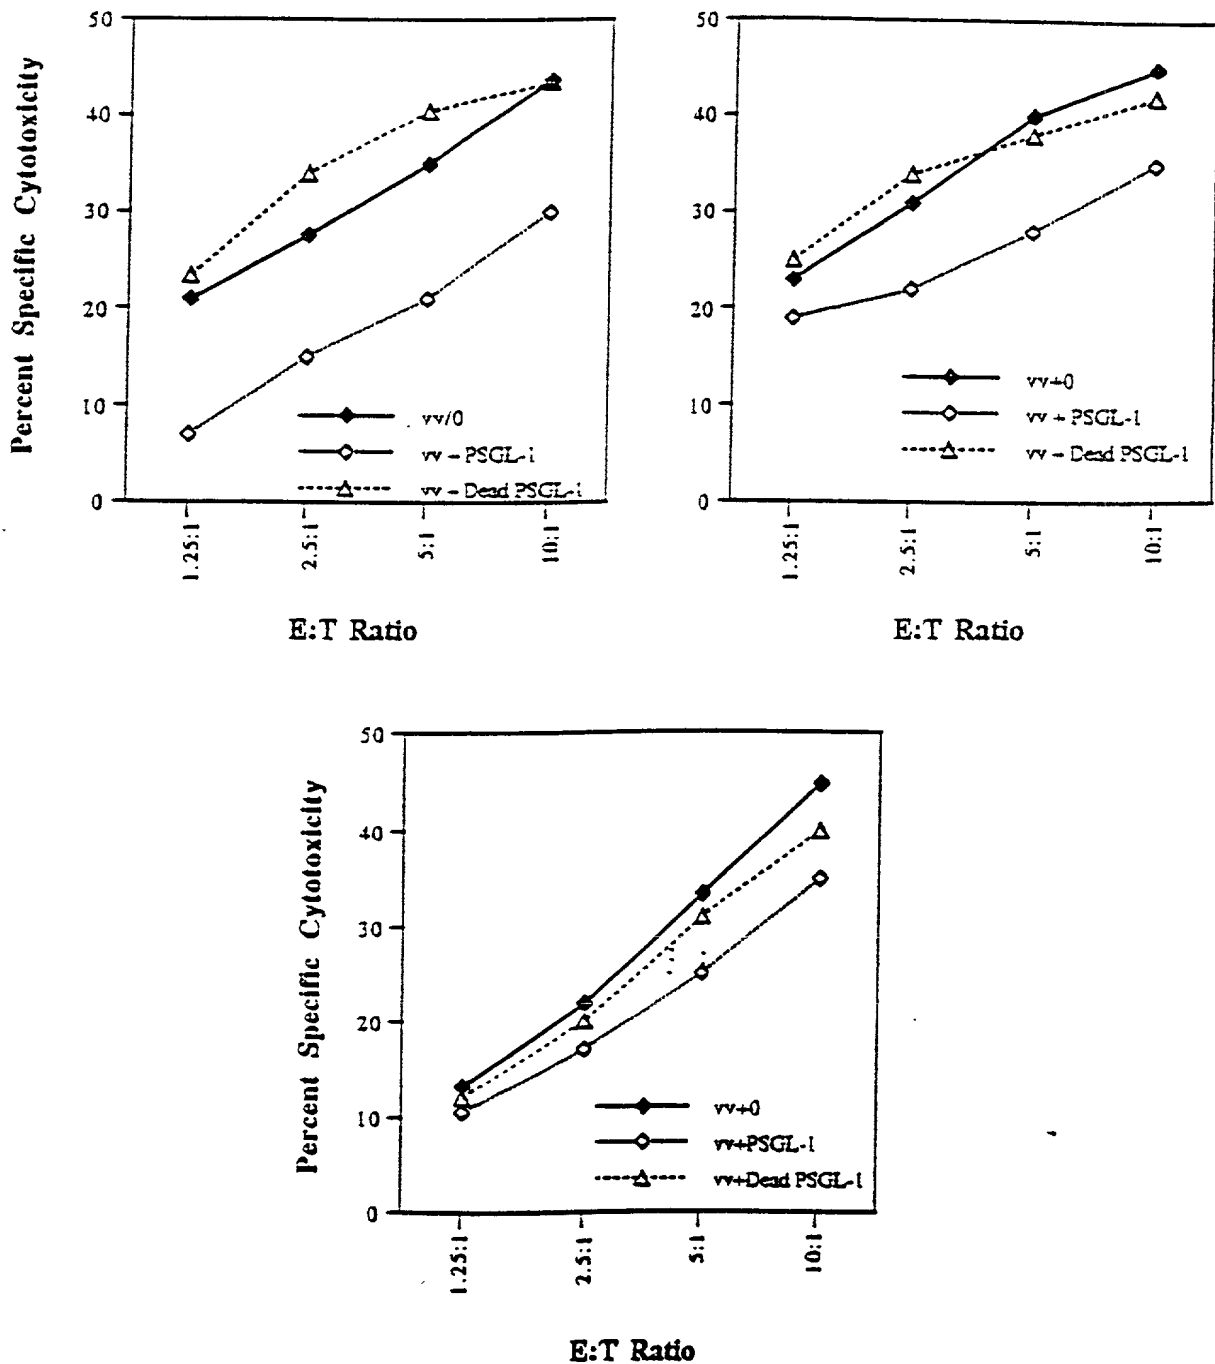 Percent Specific Cytotoxicity
50
40
30
20
10
0
vv/0
vv – PSGL-1
vv – Dead PSGL-1
1.25:1
2.5:1
5:1
10:1
E:T Ratio
50
40
30
20
10
0
vv+0
vv + PSGL-1
vv – Dead PSGL-1
1.25:1
2.5:1
5:1
10:1
E:T Ratio
Percent Specific Cytotoxicity
50
40
30
20
10
0
vv+0
vv+PSGL-1
vv+Dead PSGL-1
1.25:1
2.5:1
5:1
10:1
E:T Ratio